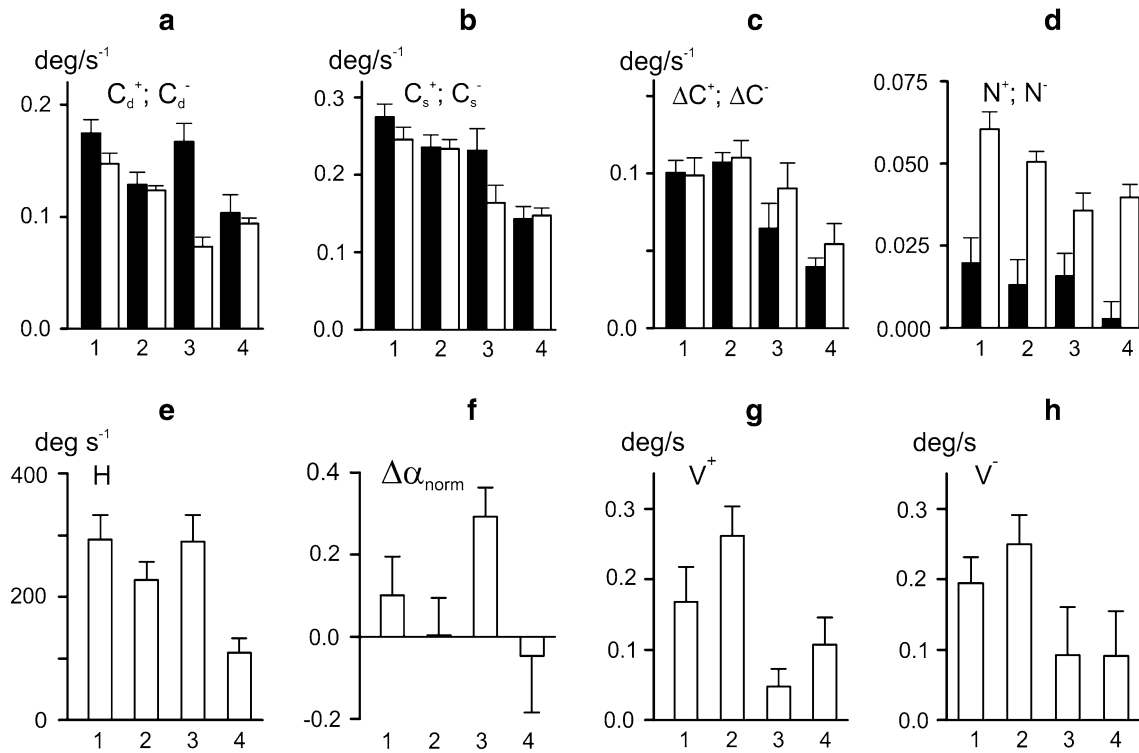 a
deg/s⁻¹
C_d⁺; C_d⁻
0.2
0.1
0.0
1 2 3 4
b
C_s⁺; C_s⁻
0.3
0.2
0.1
0.0
1 2 3 4
c
deg/s⁻¹
ΔC⁺; ΔC⁻
0.1
0.0
1 2 3 4
d
N⁺; N⁻
0.075
0.050
0.025
0.000
1 2 3 4
e
deg s⁻¹
H
400
200
0
1 2 3 4
f
Δα_norm
0.4
0.2
0.0
-0.2
1 2 3 4
g
deg/s
V⁺
0.3
0.2
0.1
0.0
1 2 3 4
h
deg/s
V⁻
0.3
0.2
0.1
0.0
1 2 3 4